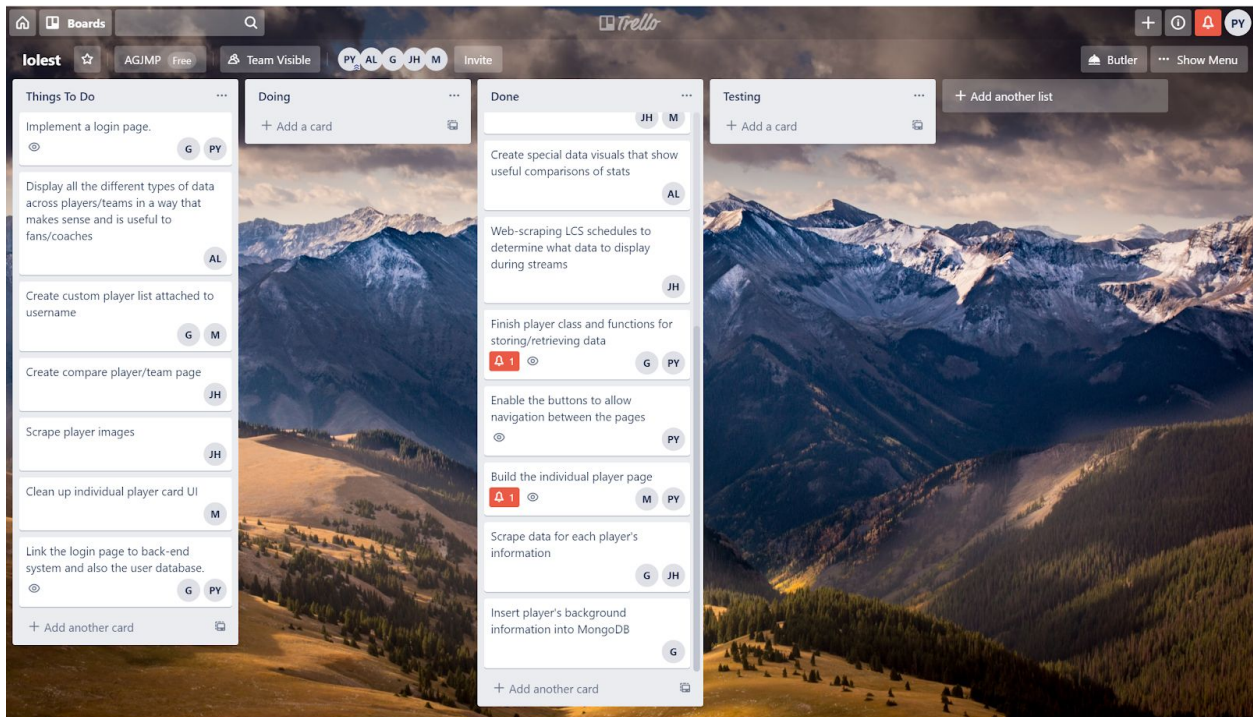 Boards
Trello
PY
lolest
AGJMP Free
Team Visible
PY AL G JH M
Invite
Butler
... Show Menu
Things To Do ...
Implement a login page.
G PY
Display all the different types of data
across players/teams in a way that
makes sense and is useful to
fans/coaches
AL
Create custom player list attached to
username
G M
Create compare player/team page
JH
Scrape player images
JH
Clean up individual player card UI
M
Link the login page to back-end
system and also the user database.
G PY
+ Add another card
Doing ...
+ Add a card
Done ...
JH M
Create special data visuals that show
useful comparisons of stats
AL
Web-scraping LCS schedules to
determine what data to display
during streams
JH
Finish player class and functions for
storing/retrieving data
1 G PY
Enable the buttons to allow
navigation between the pages
PY
Build the individual player page
1 M PY
Scrape data for each player's
information
G JH
Insert player's background
information into MongoDB
G
+ Add another card
Testing ...
+ Add a card
+ Add another list